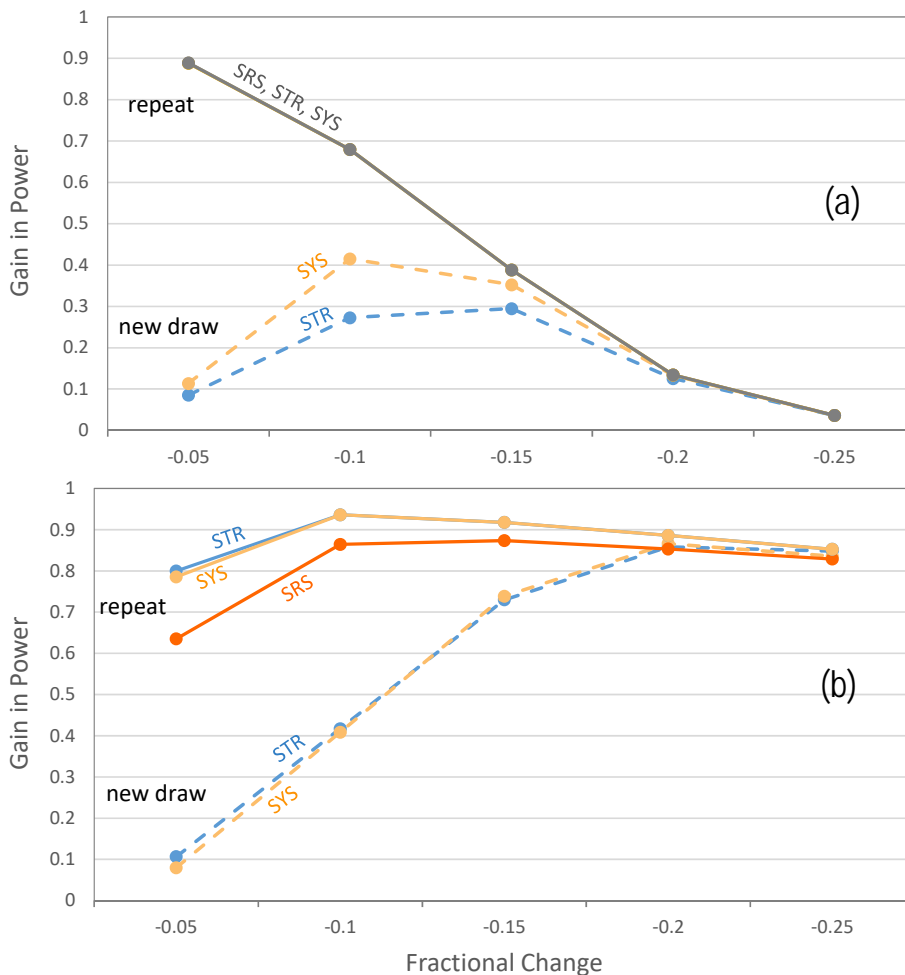 1
0.9
SRS, STR, SYS
repeat
0.8
0.7
0.6
Gain in Power
0.5
(a)
0.4
SYS
0.3
new draw
STR
0.2
0.1
0
-0.05 -0.1 -0.15 -0.2 -0.25
1
0.9
STR
0.8
SYS
SRS
repeat
0.7
0.6
Gain in Power
0.5
(b)
0.4
STR
0.3
new draw
SYS
0.2
0.1
0
-0.05 -0.1 -0.15 -0.2 -0.25
Fractional Change